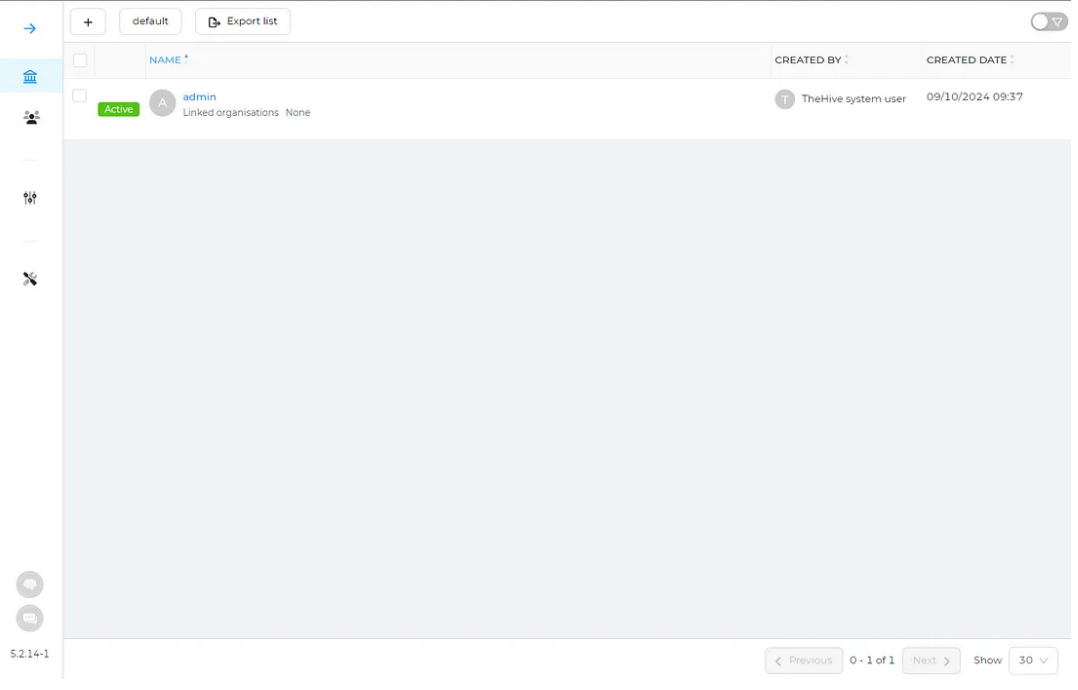 + default Export list
NAME CREATED BY CREATED DATE
Active A admin T TheHive system user 09/10/2024 09:37
Linked organisations None
5.2.14-1
Previous 0 - 1 of 1 Next Show 30